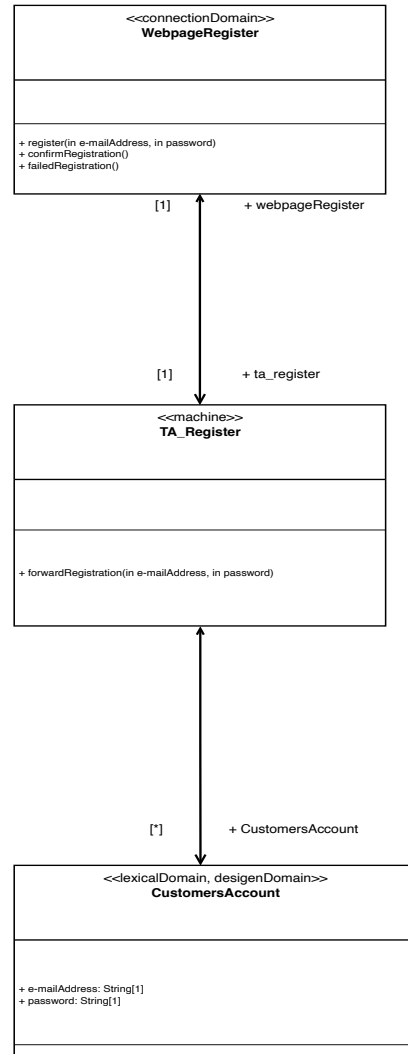 <<connectionDomain>>
WebpageRegister
+ register(in e-mailAddress, in password)
+ confirmRegistration()
+ failedRegistration()
[1] + webpageRegister
[1] + ta_register
<<machine>>
TA_Register
+ forwardRegistration(in e-mailAddress, in password)
[*] + CustomersAccount
<<lexicalDomain, desigenDomain>>
CustomersAccount
+ e-mailAddress: String[1]
+ password: String[1]